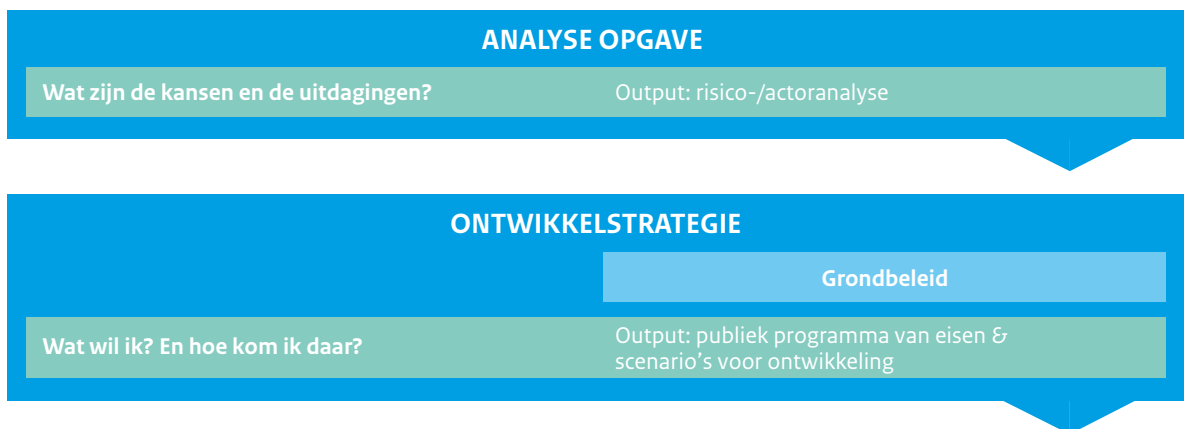 ANALYSE OPGAVE
Wat zijn de kansen en de uitdagingen?
Output: risico-/actoranalyse
ONTWIKKELSTRATEGIE
Grondbeleid
Wat wil ik? En hoe kom ik daar?
Output: publiek programma van eisen &
scenario’s voor ontwikkeling